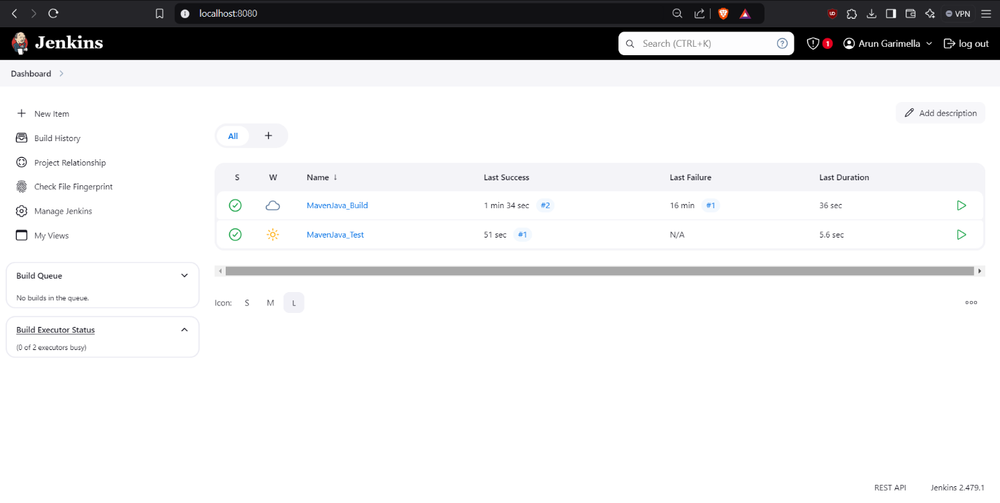 localhost:8080
VPN
Jenkins
Search (CTRL+K)
?
1
Arun Garimella
log out
Dashboard
New Item
Build History
Project Relationship
Check File Fingerprint
Manage Jenkins
My Views
Build Queue
No builds in the queue.
Build Executor Status
(0 of 2 executors busy)
Add description
All +
S W Name ↓ Last Success Last Failure Last Duration
MavenJava_Build 1 min 34 sec #2 16 min #1 36 sec
MavenJava_Test 51 sec #1 N/A 5.6 sec
Icon: S M L
REST API Jenkins 2.479.1